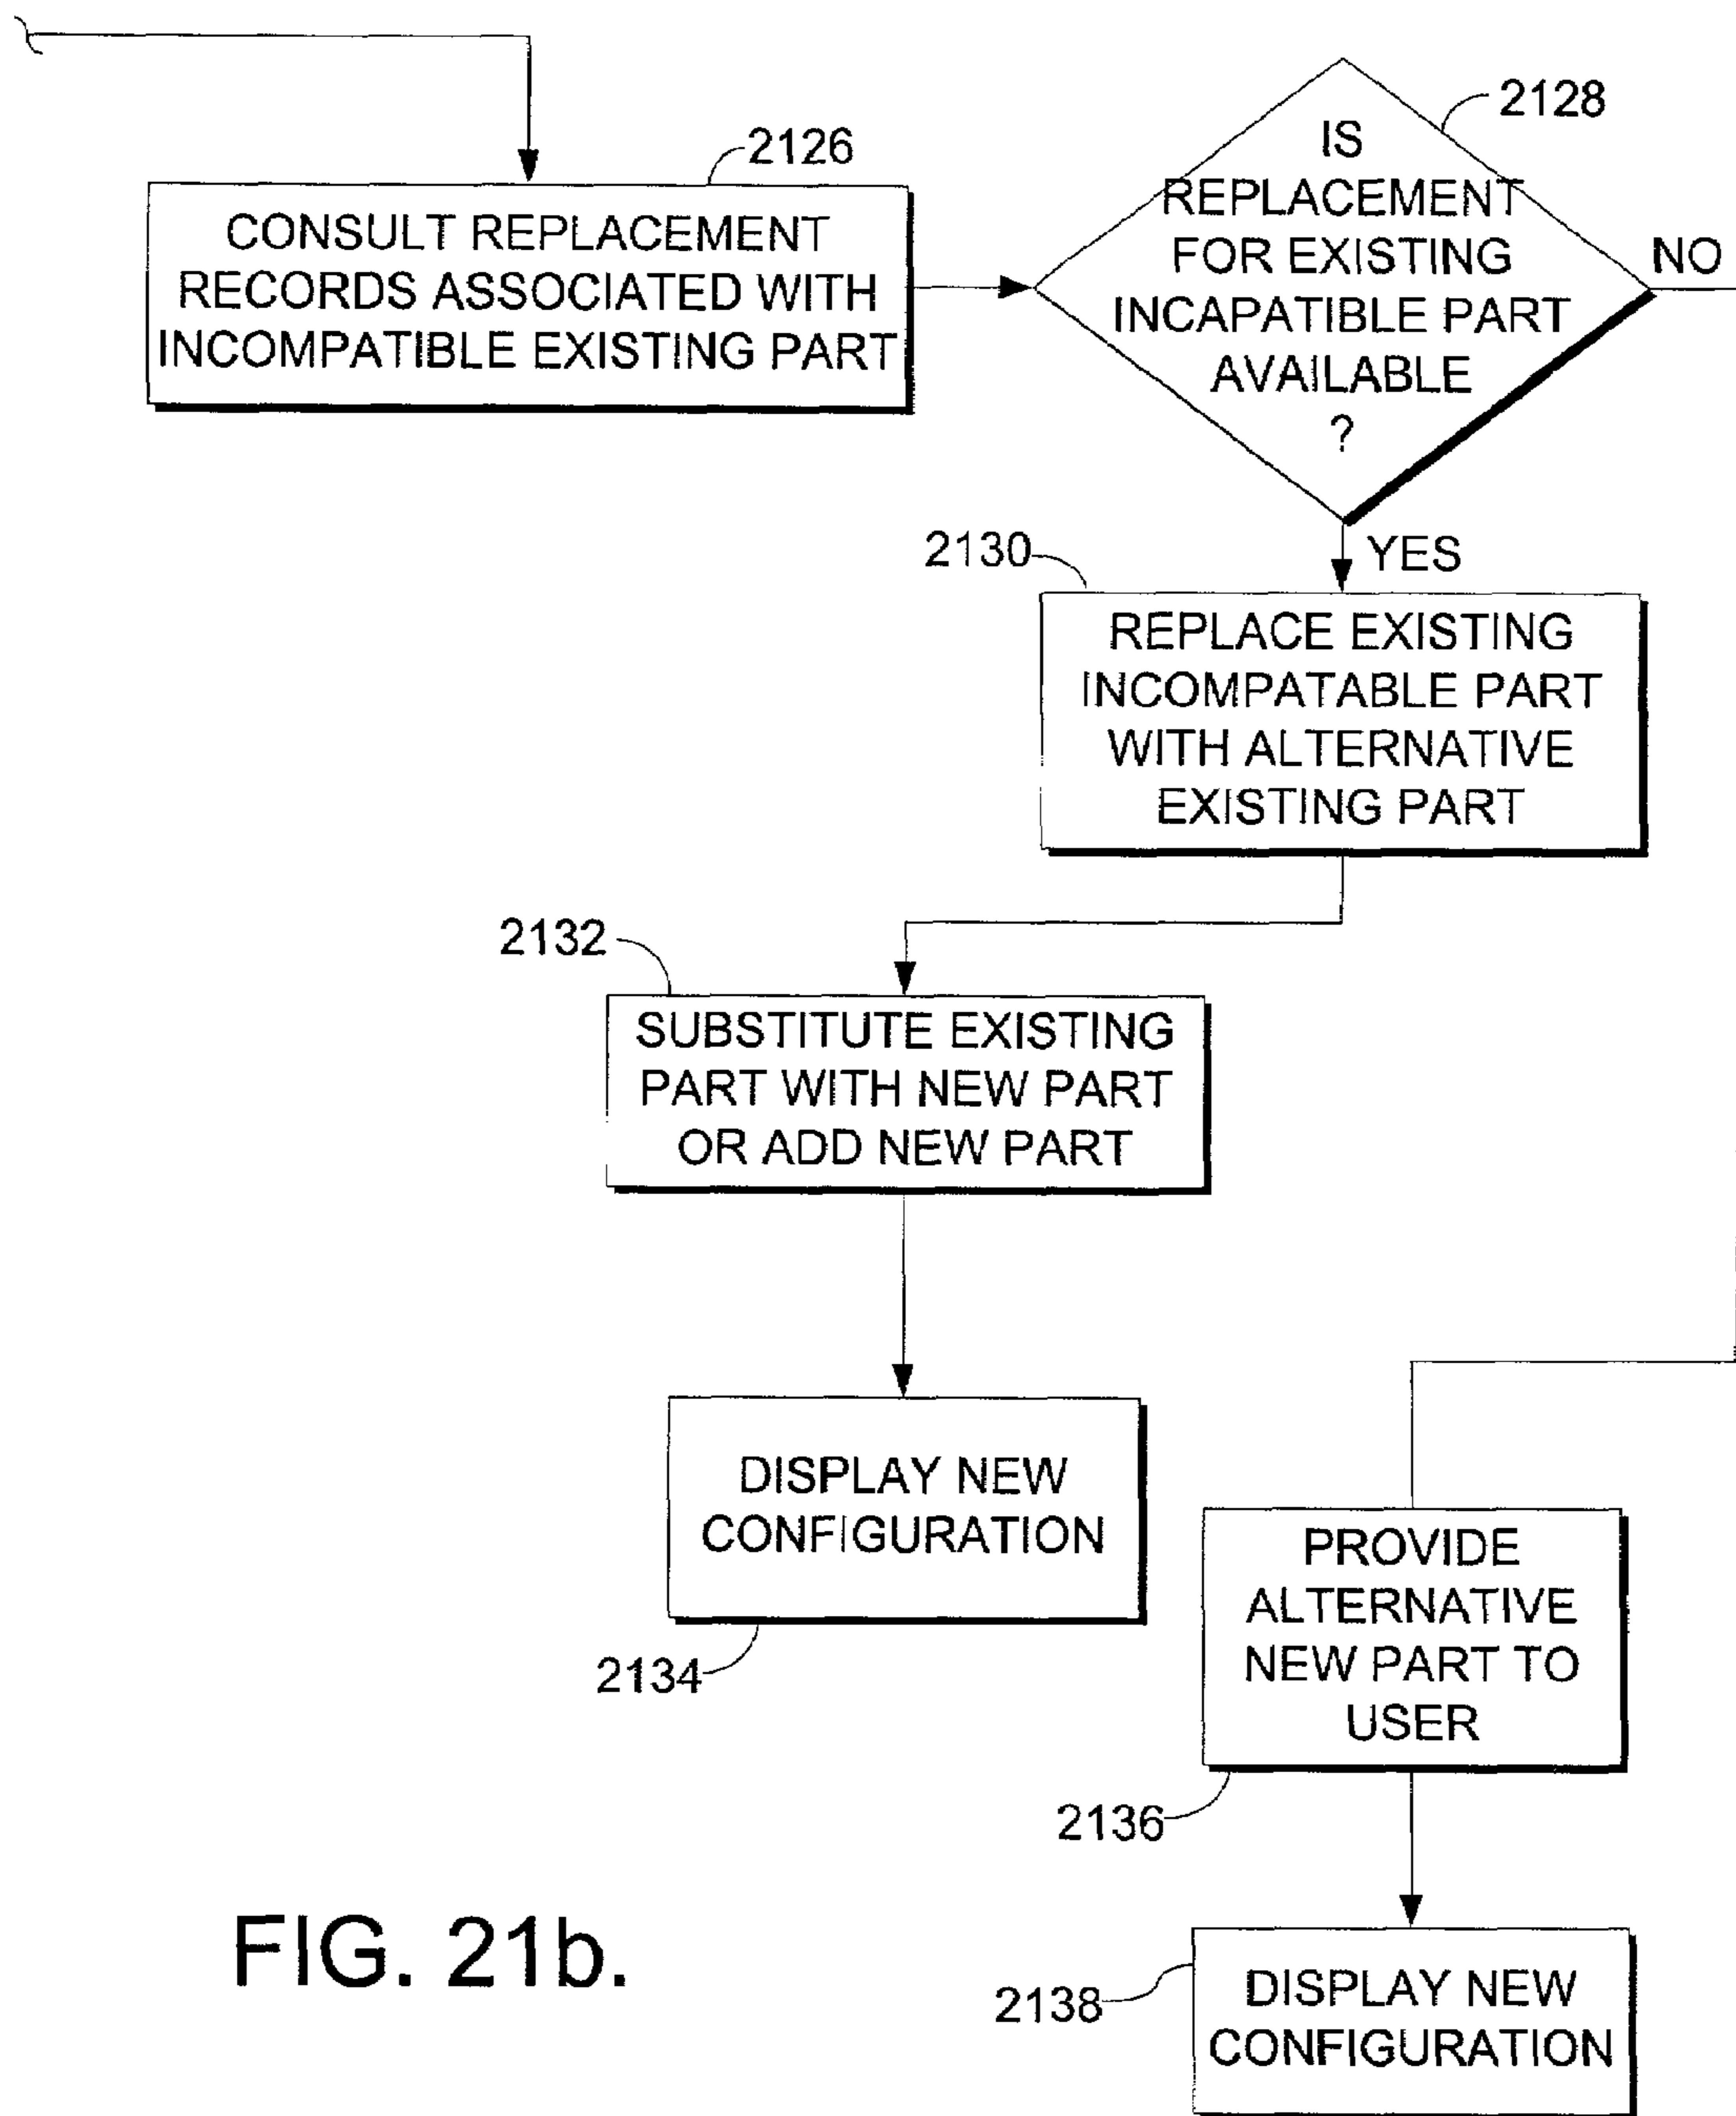 2126
CONSULT REPLACEMENT
RECORDS ASSOCIATED WITH
INCOMPATIBLE EXISTING PART
2128
IS
REPLACEMENT
FOR EXISTING
INCAPATIBLE PART
AVAILABLE
?
NO
YES
2130
REPLACE EXISTING
INCOMPATABLE PART
WITH ALTERNATIVE
EXISTING PART
2132
SUBSTITUTE EXISTING
PART WITH NEW PART
OR ADD NEW PART
DISPLAY NEW
CONFIGURATION
2134
PROVIDE
ALTERNATIVE
NEW PART TO
USER
2136
DISPLAY NEW
CONFIGURATION
2138
FIG. 21b.